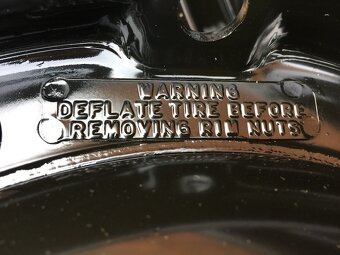 WARNING
DEFLATE TIRE BEFORE
REMOVING RIM NUTS